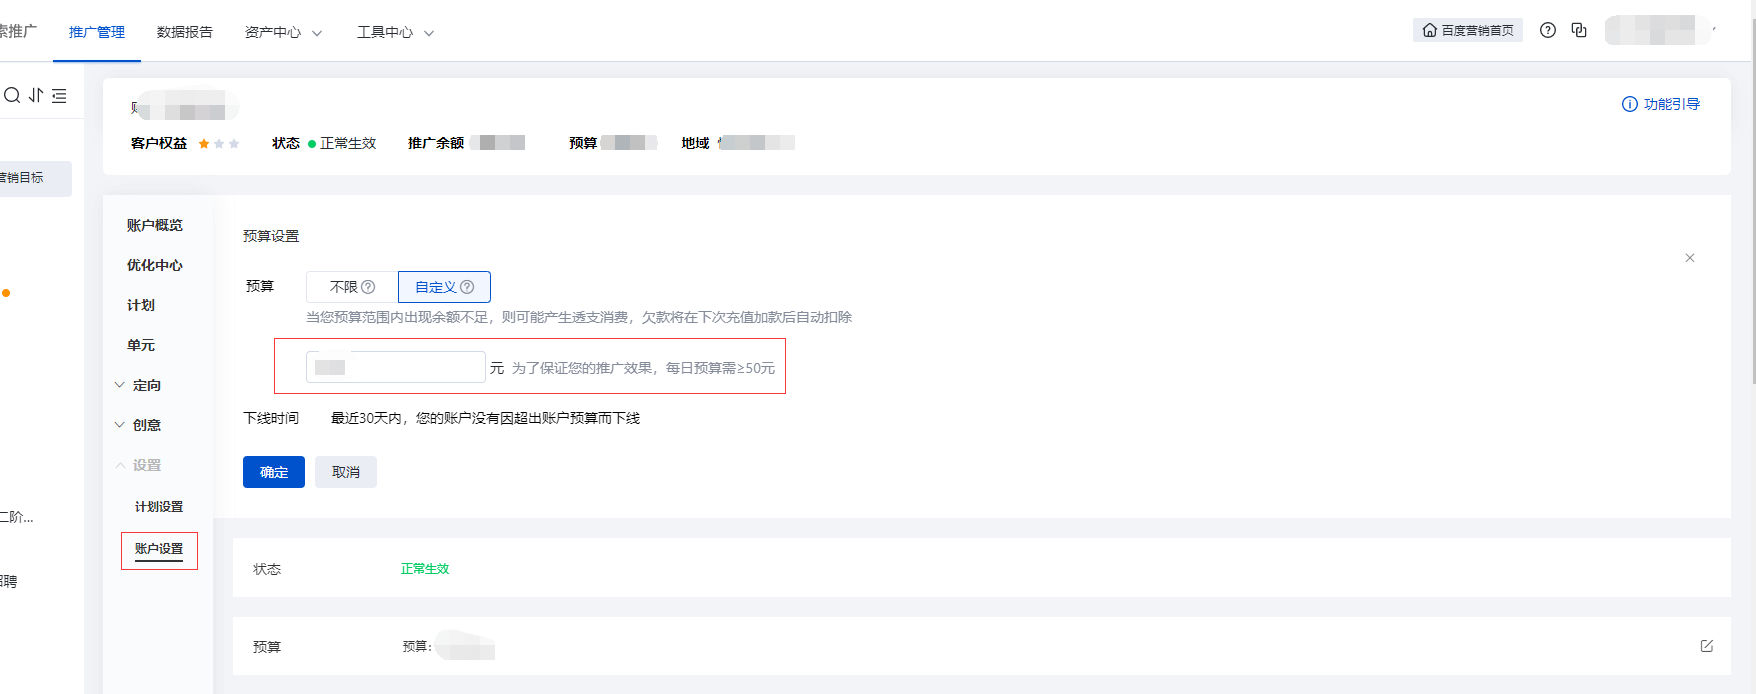 索推广 推广管理 数据报告 资产中心 工具中心 百度营销首页
功能引导
客户权益 状态 正常生效 推广余额 预算 地域
营销目标
账户概览
预算设置
优化中心
预算 不限 自定义
计划
当您预算范围内出现余额不足，则可能产生透支消费，欠款将在下次充值加款后自动扣除
单元
元 为了保证您的推广效果，每日预算需≥50元
定向
下线时间 最近30天内，您的账户没有因超出账户预算而下线
创意
设置
确定 取消
计划设置
二阶...
账户设置
状态 正常生效
招聘
预算 预算：